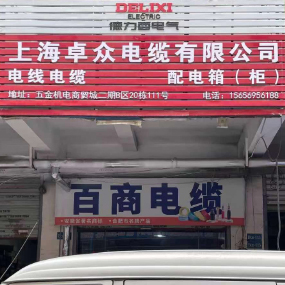 DELIXI
ELECTRIC
德力西电气
上海卓众电缆有限公司
电线电缆 配电箱（柜）
地址：五金机电商贸城二期B区20栋111号 电话：15656956188
百商电缆